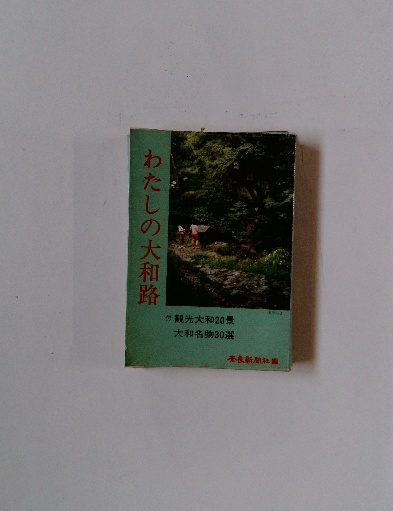 わたしの大和路
付 観光大和20景
大和名物30選
奈良新聞社